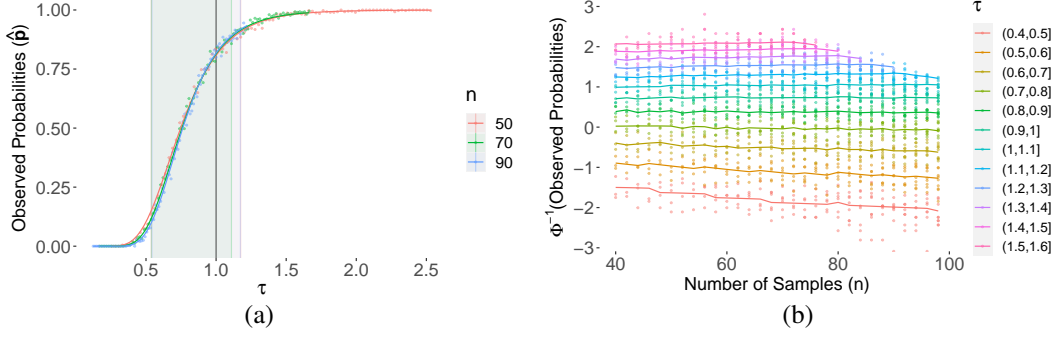 1.00
0.75
0.50
0.25
0.00
Observed Probabilities (p̂)
0.5 1.0 1.5 2.0 2.5
τ
n
50
70
90
(a)
3
2
1
0
−1
−2
−3
Φ⁻¹(Observed Probabilities)
40 60 80 100
Number of Samples (n)
τ
(0.4,0.5]
(0.5,0.6]
(0.6,0.7]
(0.7,0.8]
(0.8,0.9]
(0.9,1]
(1,1.1]
(1.1,1.2]
(1.2,1.3]
(1.3,1.4]
(1.4,1.5]
(1.5,1.6]
(b)